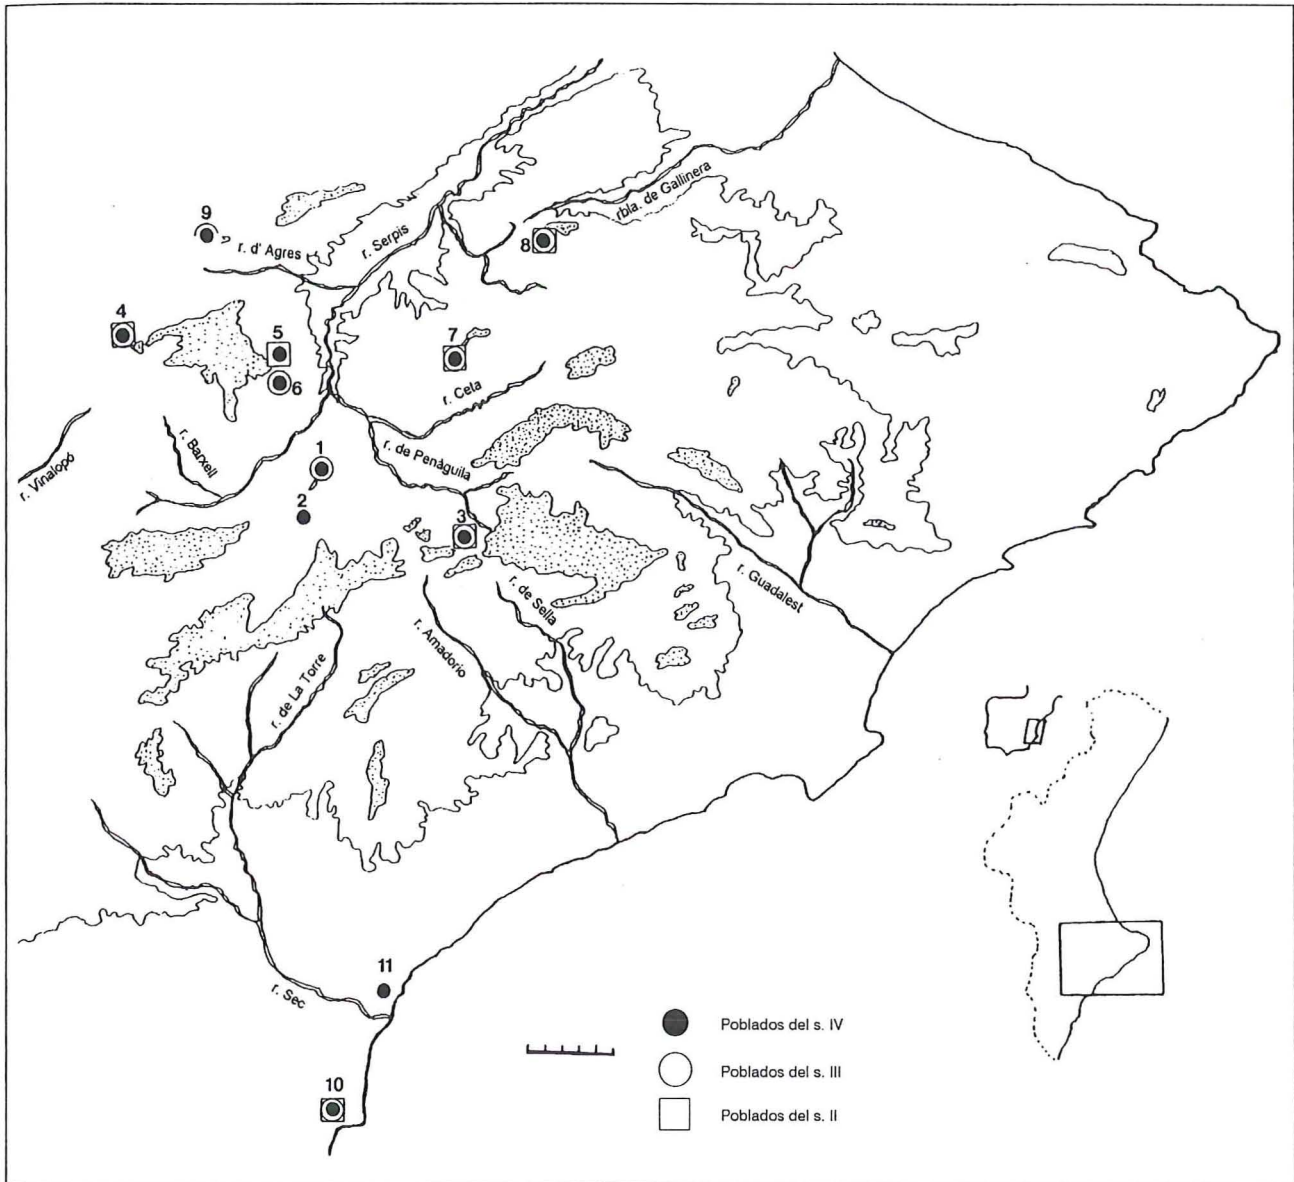 rbla. de Gallinera
9
r. d' Agres
r. Serpis
8
4
5
7
6
r. Ceta
r. Vinalopó
r. Barxell
1
r. de Penàguila
2
3
r. Guadalest
r. de Sella
r. Amadorio
r. de La Torre
11
r. Sec
10
Poblados del s. IV
Poblados del s. III
Poblados del s. II